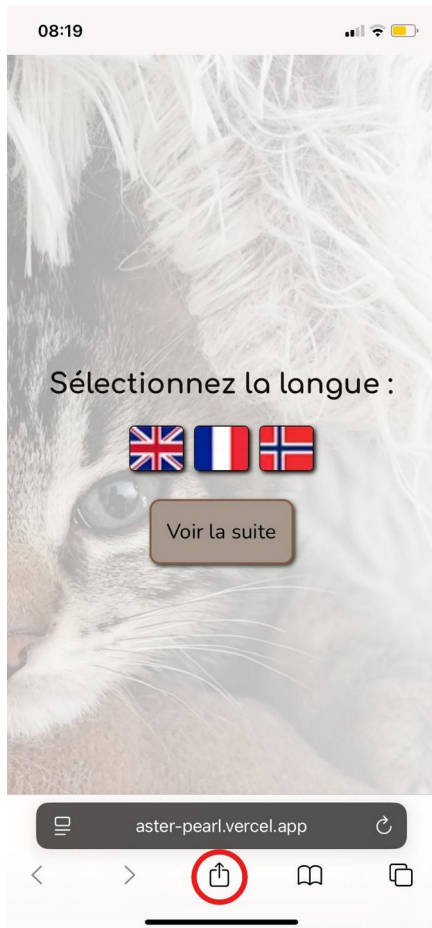 08:19
Sélectionnez la langue :
Voir la suite
aster-pearl.vercel.app